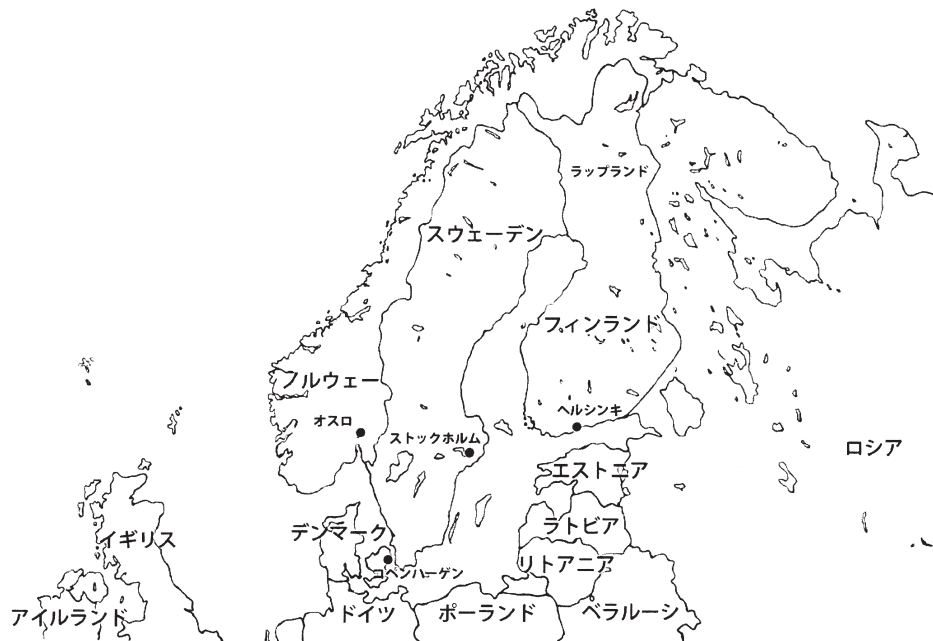 ラップランド
スウェーデン
フィンランド
ノルウェー
オスロ
ヘルシンキ
ストックホルム
ロシア
エストニア
ラトビア
デンマーク
イギリス
リトアニア
コペンハーゲン
アイルランド
ドイツ
ポーランド
ベラルーシ